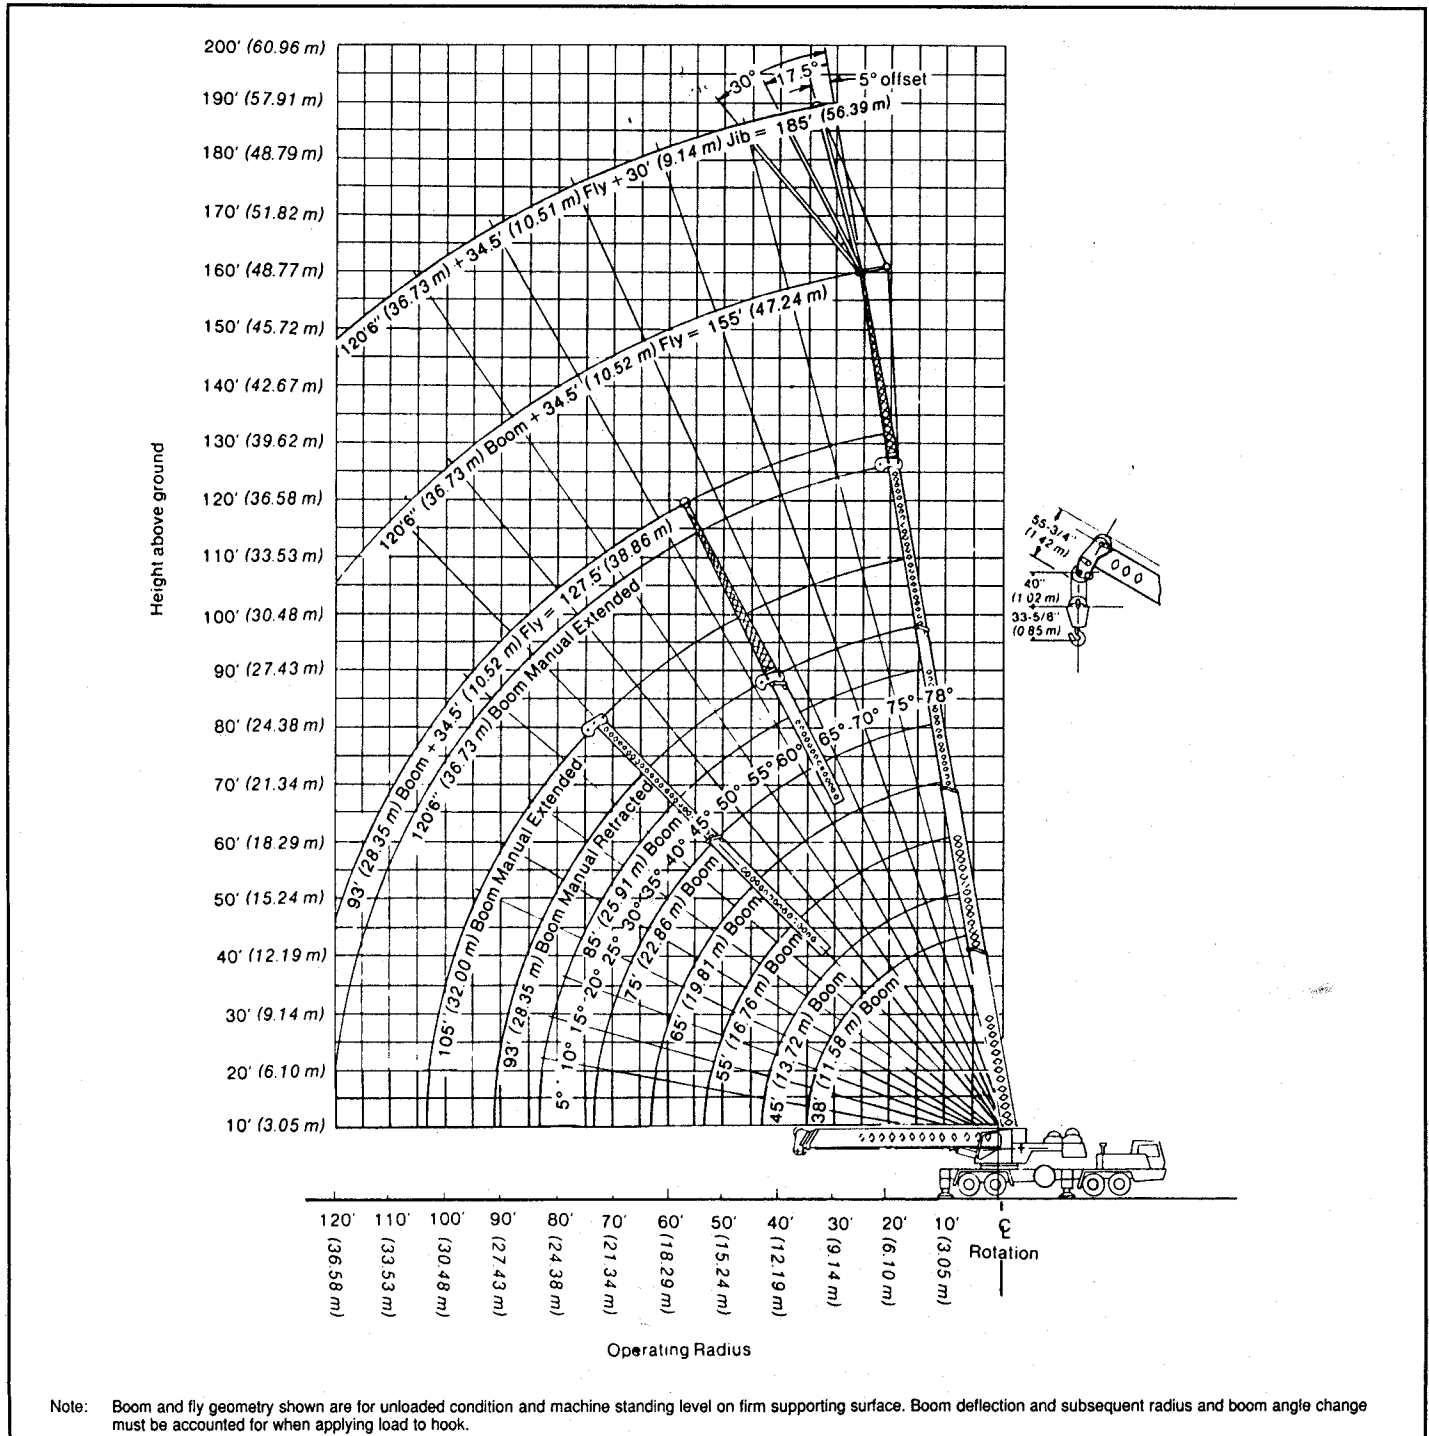 200' (60.96 m)
190' (57.91 m)
180' (48.79 m)
170' (51.82 m)
160' (48.77 m)
150' (45.72 m)
140' (42.67 m)
130' (39.62 m)
120' (36.58 m)
110' (33.53 m)
100' (30.48 m)
90' (27.43 m)
80' (24.38 m)
70' (21.34 m)
60' (18.29 m)
50' (15.24 m)
40' (12.19 m)
30' (9.14 m)
20' (6.10 m)
10' (3.05 m)
Height above ground
30°
17.5°
5° offset
120'6" (36.73 m) + 34.5' (10.51 m) Fly + 30' (9.14 m) Jib = 185' (56.39 m)
120'6" (36.73 m) Boom + 34.5' (10.52 m) Fly = 155' (47.24 m)
93' (28.35 m) Boom + 34.5' (10.52 m) Fly = 127.5' (38.86 m)
120'6" (36.73 m) Boom Manual Extended
105' (32.00 m) Boom Manual Extended
93' (28.35 m) Boom Manual Retracted
85' (25.91 m) Boom
5° 10° 15° 20° 25° 30° 35° 40° 45° 50° 55° 60° 65° 70° 75° 78°
75' (22.86 m) Boom
65' (19.81 m) Boom
55' (16.76 m) Boom
45' (13.72 m) Boom
38' (11.58 m) Boom
55-3/4"
(1.42 m)
40"
(1.02 m)
33-5/8"
(0.85 m)
120' (36.58 m)
110' (33.53 m)
100' (30.48 m)
90' (27.43 m)
80' (24.38 m)
70' (21.34 m)
60' (18.29 m)
50' (15.24 m)
40' (12.19 m)
30' (9.14 m)
20' (6.10 m)
10' (3.05 m)
℄
Rotation
Operating Radius
Note: Boom and fly geometry shown are for unloaded condition and machine standing level on firm supporting surface. Boom deflection and subsequent radius and boom angle change
must be accounted for when applying load to hook.